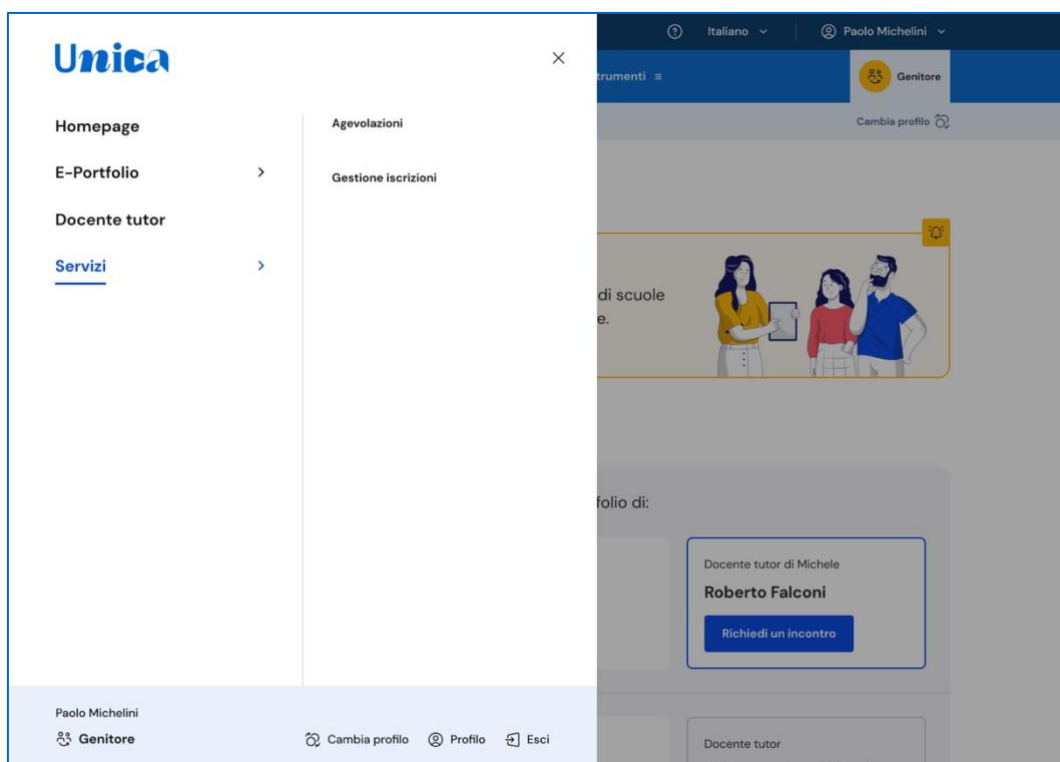 Unica
Italiano
Paolo Michelini
Genitore
Cambia profilo
Homepage
E-Portfolio
Docente tutor
Servizi
Agevolazioni
Gestione iscrizioni
trumenti
di scuole
e.
folio di:
Docente tutor di Michele
Roberto Falconi
Richiedi un incontro
Docente tutor
Paolo Michelini
Genitore
Cambia profilo
Profilo
Esci